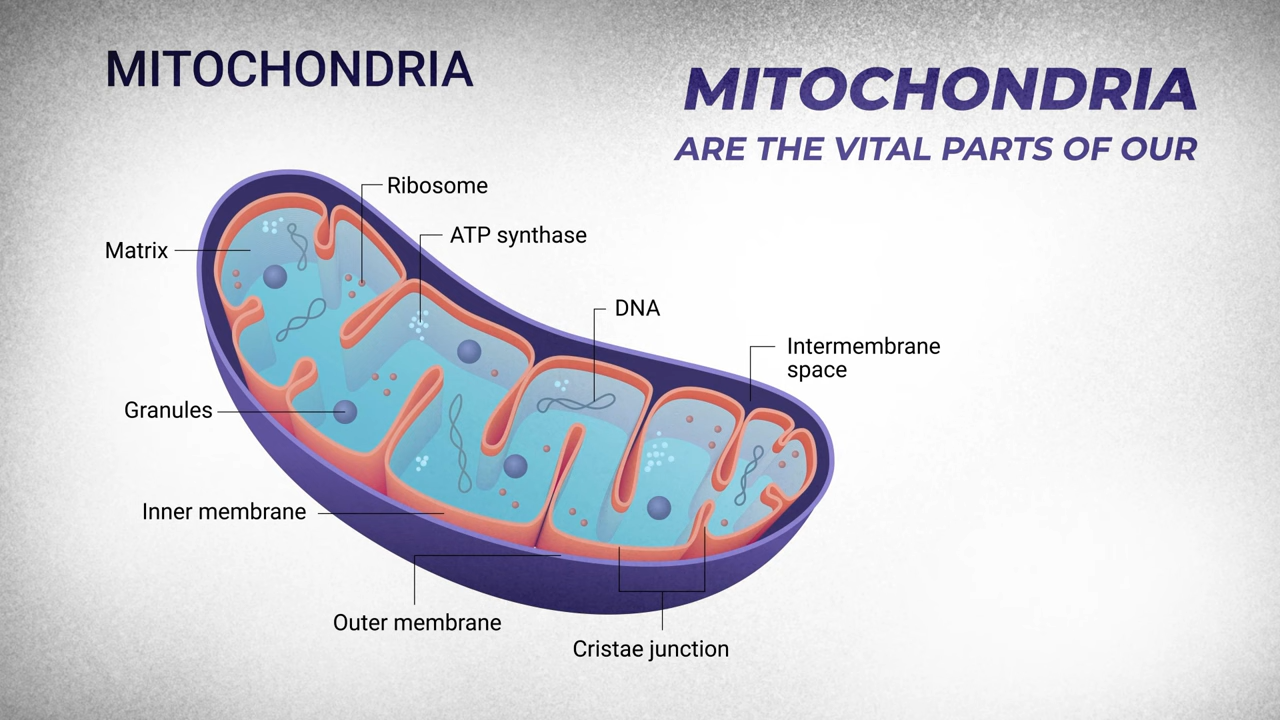 MITOCHONDRIA
MITOCHONDRIA
ARE THE VITAL PARTS OF OUR
Ribosome
ATP synthase
Matrix
DNA
Intermembrane
space
Granules
Inner membrane
Outer membrane
Cristae junction